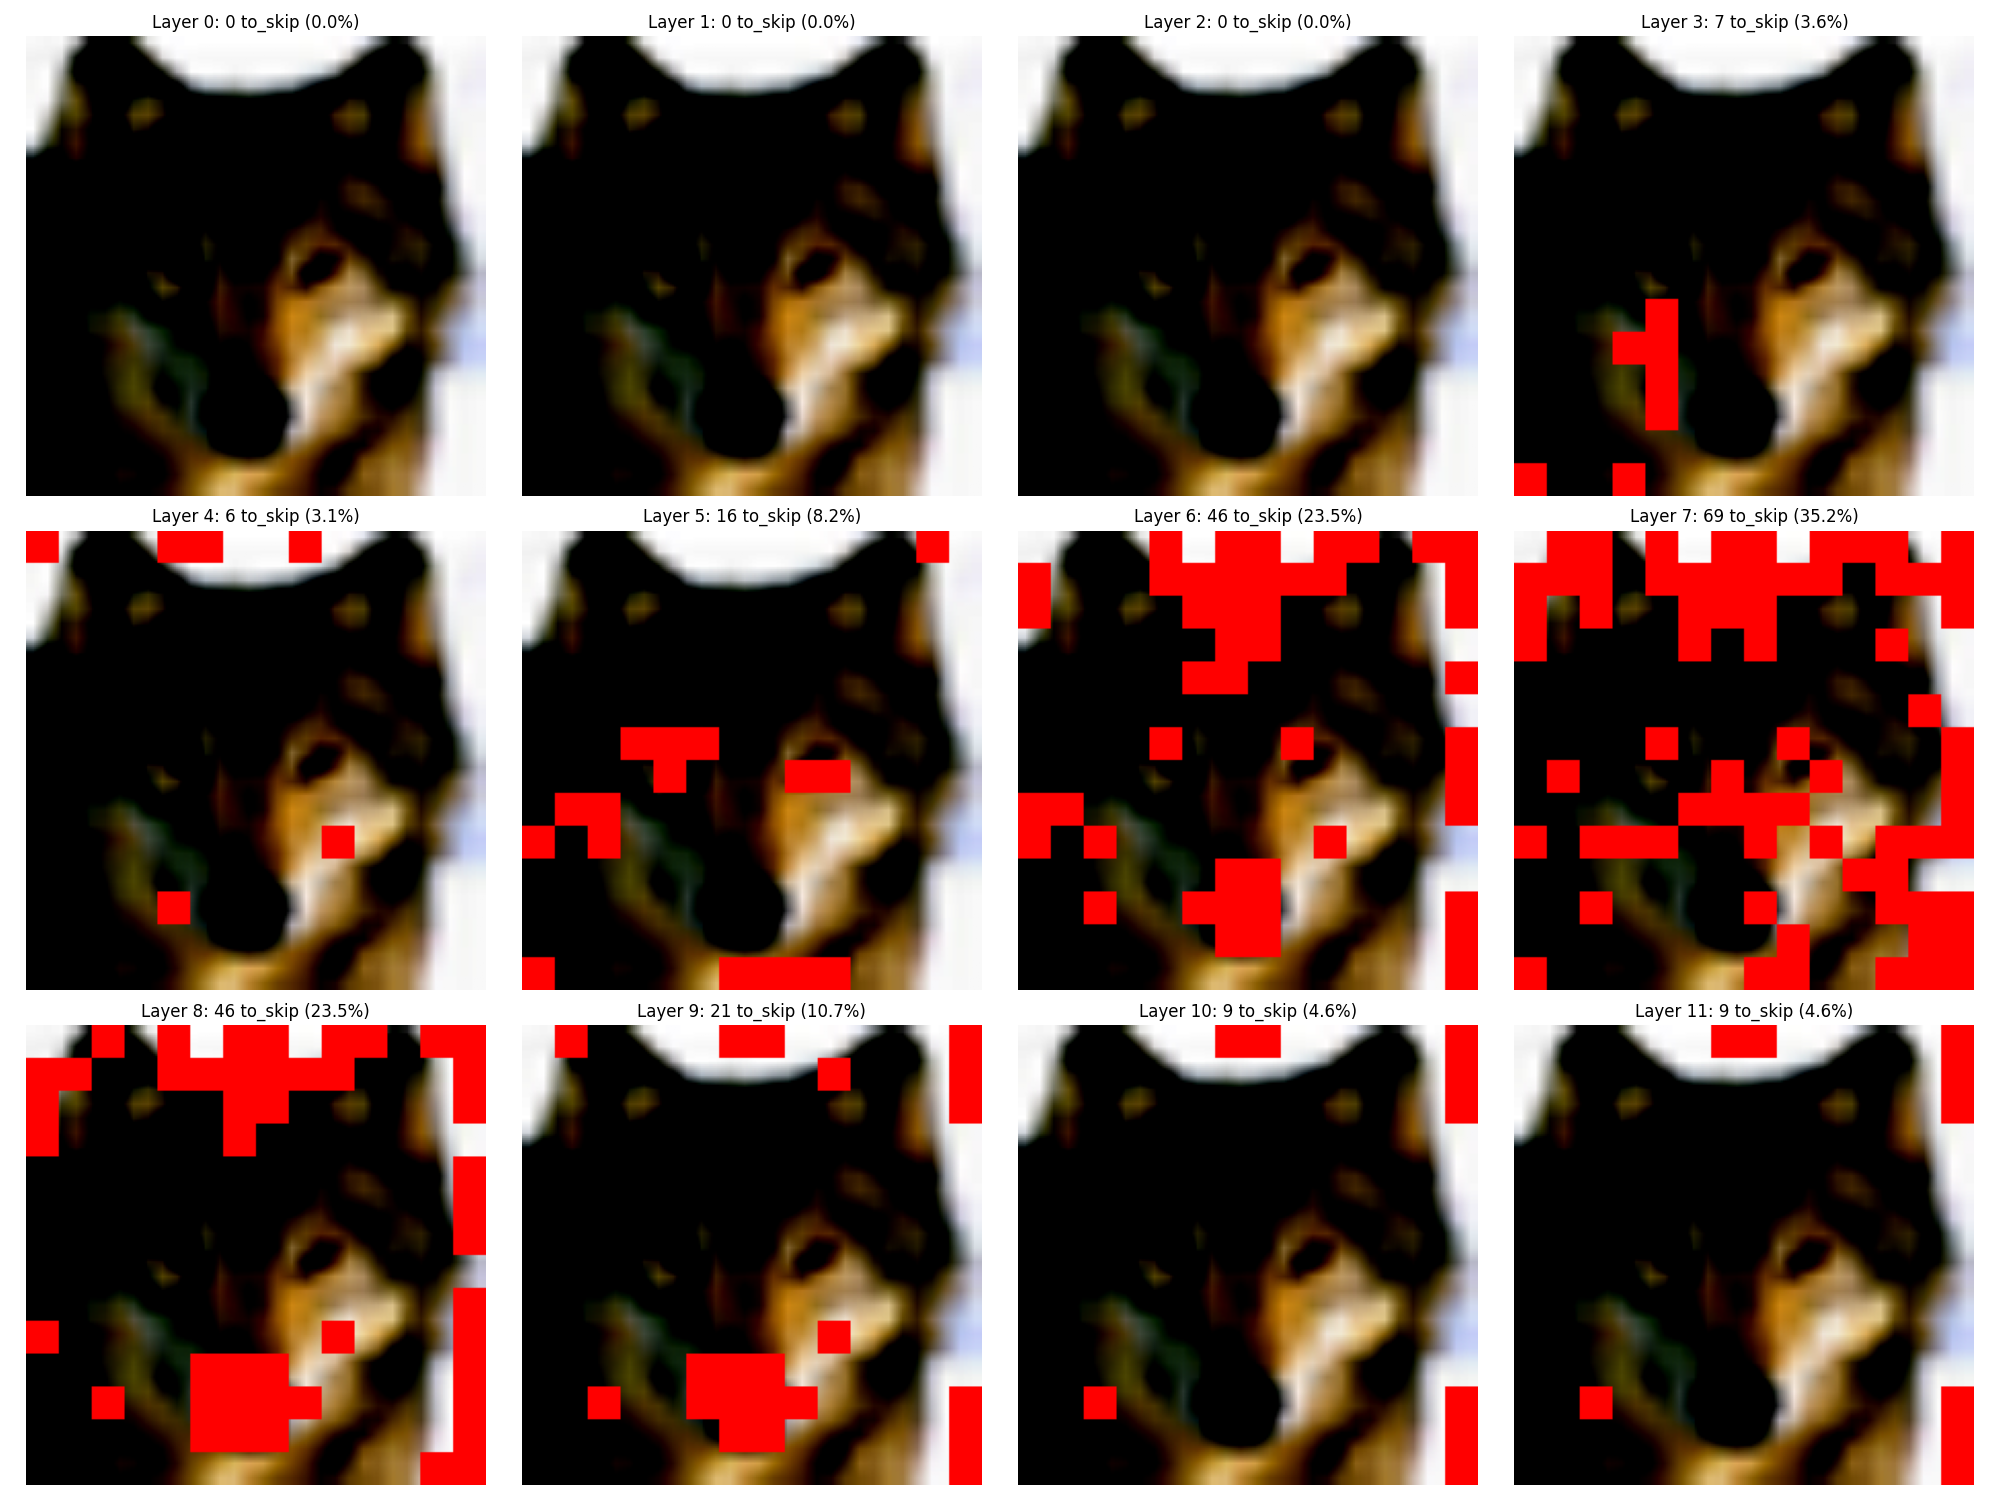 Layer 0: 0 to_skip (0.0%)
Layer 1: 0 to_skip (0.0%)
Layer 2: 0 to_skip (0.0%)
Layer 3: 7 to_skip (3.6%)
Layer 4: 6 to_skip (3.1%)
Layer 5: 16 to_skip (8.2%)
Layer 6: 46 to_skip (23.5%)
Layer 7: 69 to_skip (35.2%)
Layer 8: 46 to_skip (23.5%)
Layer 9: 21 to_skip (10.7%)
Layer 10: 9 to_skip (4.6%)
Layer 11: 9 to_skip (4.6%)